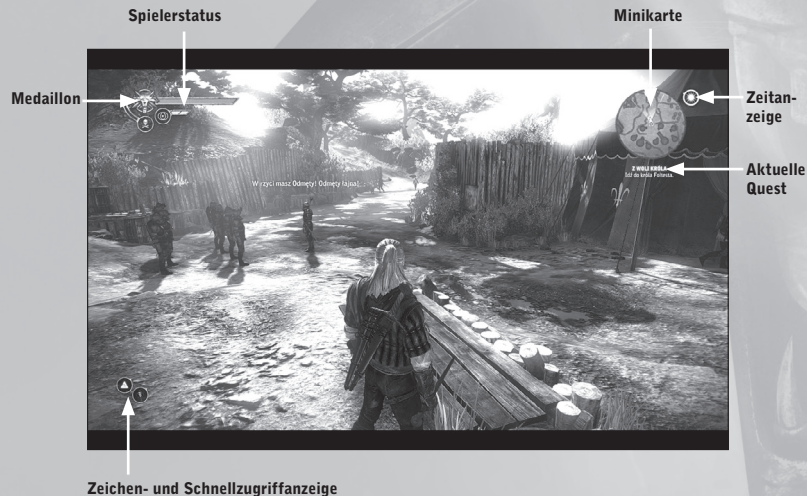 Spielerstatus
Minikarte
Medaillon
Zeitan-
zeige
Z WOLI KRÓLA
Idź do króla Foltesta.
Aktuelle
Quest
W rzyci masz Odmęty! Odmęty łajna!
Zeichen- und Schnellzugriffanzeige